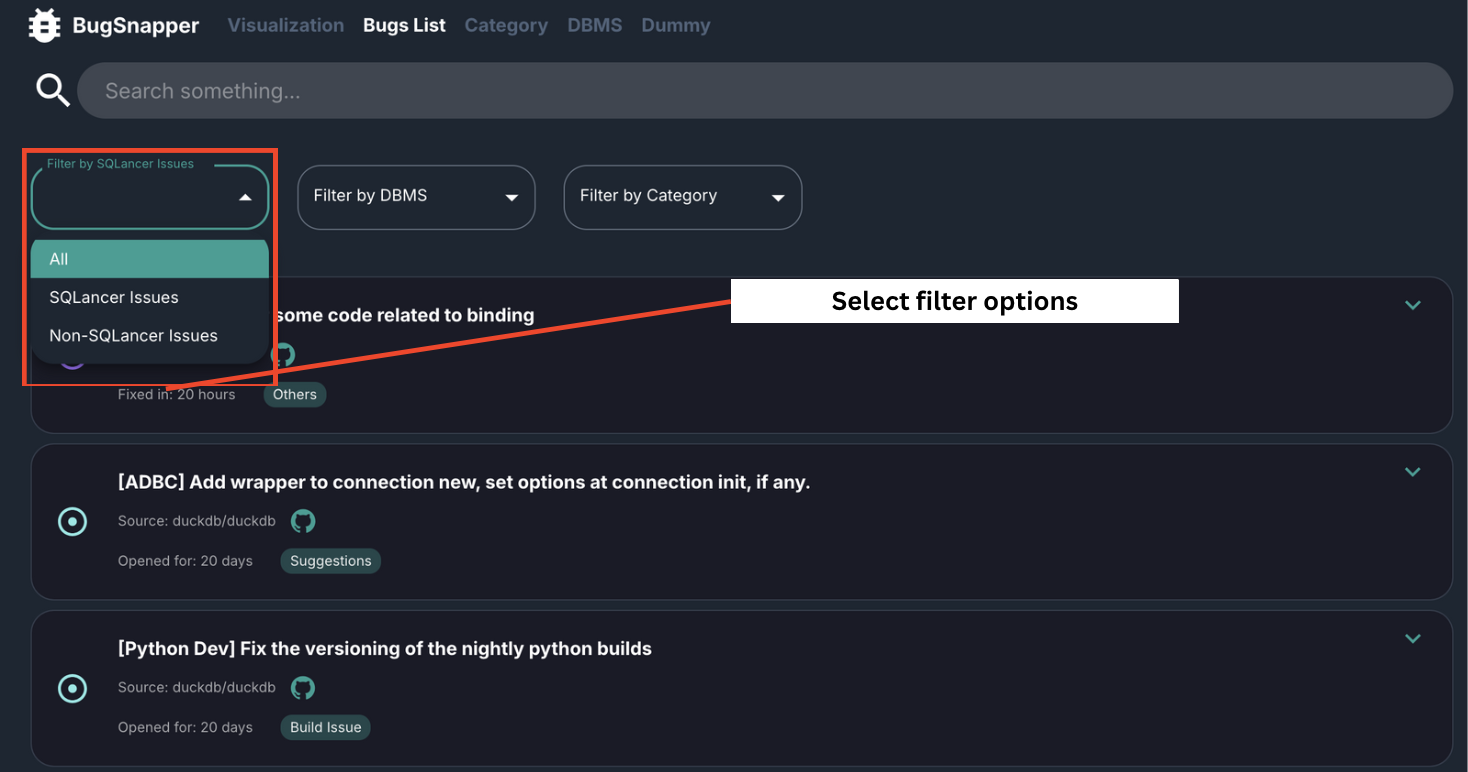 BugSnapper Visualization Bugs List Category DBMS Dummy
Search something...
Filter by SQLancer Issues
Filter by DBMS
Filter by Category
All
SQLancer Issues
Non-SQLancer Issues
Select filter options
some code related to binding
Fixed in: 20 hours
Others
[ADBC] Add wrapper to connection new, set options at connection init, if any.
Source: duckdb/duckdb
Opened for: 20 days
Suggestions
[Python Dev] Fix the versioning of the nightly python builds
Source: duckdb/duckdb
Opened for: 20 days
Build Issue